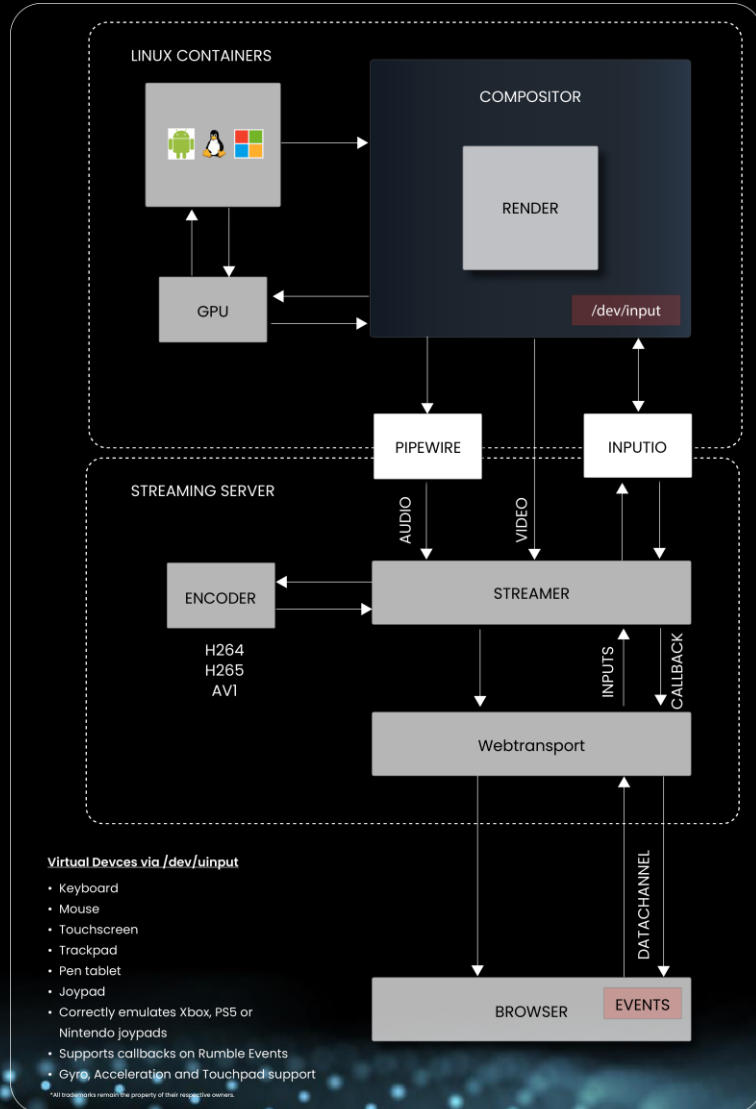 LINUX CONTAINERS
COMPOSITOR
RENDER
GPU
/dev/input
PIPEWIRE
INPUTIO
STREAMING SERVER
AUDIO
VIDEO
ENCODER
STREAMER
H264
H265
AV1
INPUTS
CALLBACK
Webtransport
Virtual Devces via /dev/uinput
• Keyboard
• Mouse
• Touchscreen
• Trackpad
• Pen tablet
• Joypad
• Correctly emulates Xbox, PS5 or
Nintendo joypads
• Supports callbacks on Rumble Events
• Gyro, Acceleration and Touchpad support
*All trademarks remain the property of their respective owners.
DATACHANNEL
BROWSER
EVENTS